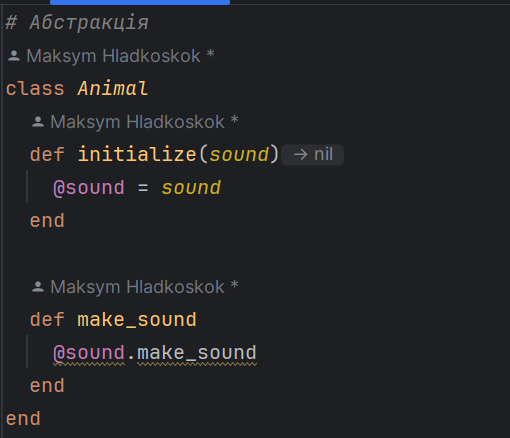 # Абстракція
Maksym Hladkoskok *
class Animal
Maksym Hladkoskok *
def initialize(sound) → nil
@sound = sound
end
Maksym Hladkoskok *
def make_sound
@sound.make_sound
end
end